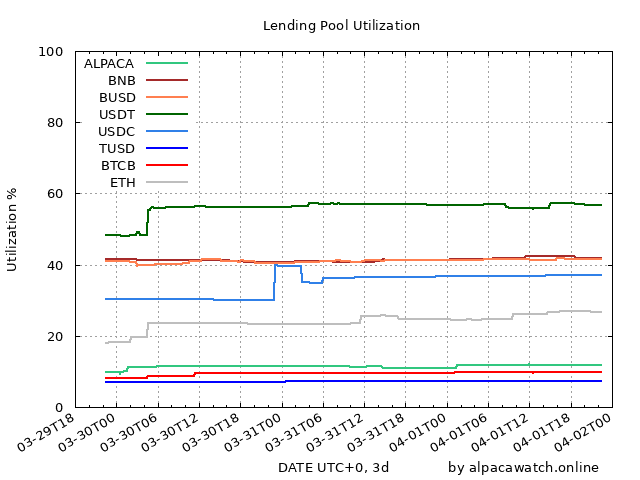 Lending Pool Utilization
Utilization %
100
80
60
40
20
0
ALPACA
BNB
BUSD
USDT
USDC
TUSD
BTCB
ETH
03-29T18
03-30T00
03-30T06
03-30T12
03-30T18
03-31T00
03-31T06
03-31T12
03-31T18
04-01T00
04-01T06
04-01T12
04-01T18
04-02T00
DATE UTC+0, 3d
by alpacawatch.online